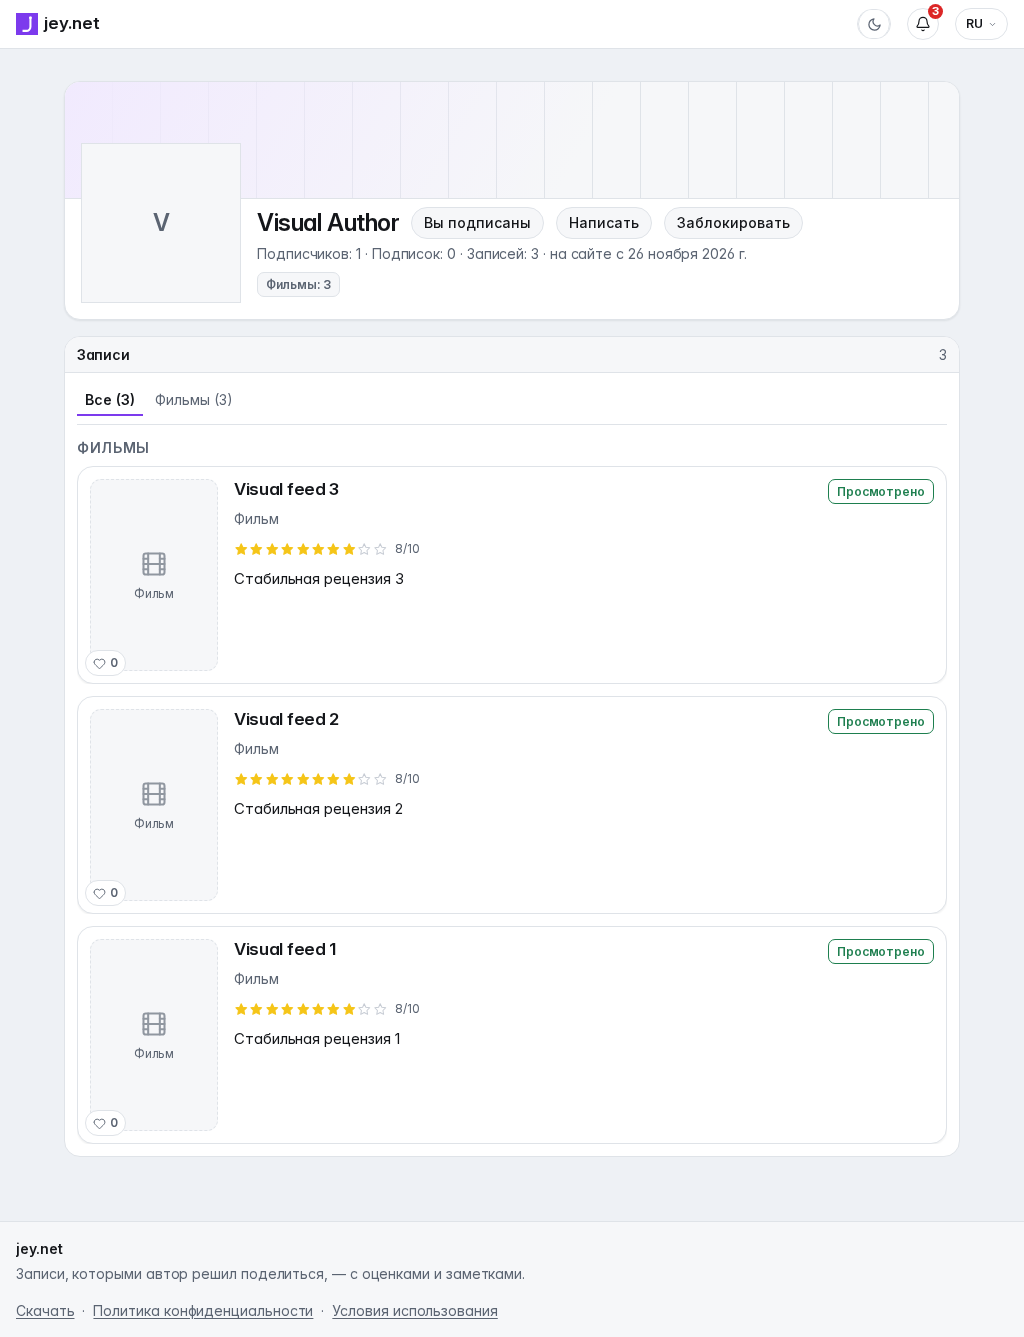 jey.net
3
RU
V
Visual Author
Вы подписаны
Написать
Заблокировать
Подписчиков: 1 · Подписок: 0 · Записей: 3 · на сайте с 26 ноября 2026 г.
Фильмы: 3
Записи
3
Все (3)
Фильмы (3)
ФИЛЬМЫ
Visual feed 3
Просмотрено
Фильм
8/10
Стабильная рецензия 3
Фильм
0
Visual feed 2
Просмотрено
Фильм
8/10
Стабильная рецензия 2
Фильм
0
Visual feed 1
Просмотрено
Фильм
8/10
Стабильная рецензия 1
Фильм
0
jey.net
Записи, которыми автор решил поделиться, — с оценками и заметками.
Скачать · Политика конфиденциальности · Условия использования